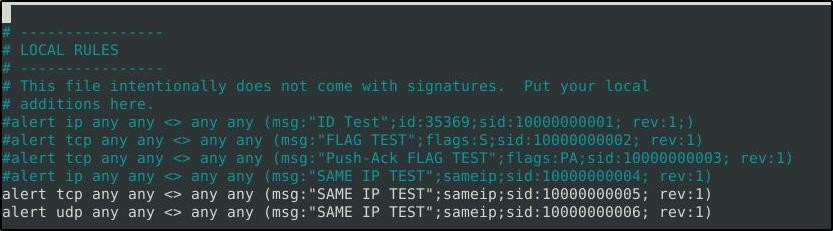 # ----------------
# LOCAL RULES
# ----------------
# This file intentionally does not come with signatures.  Put your local
# additions here.
#alert ip any any <> any any (msg:"ID Test";id:35369;sid:10000000001; rev:1;)
#alert tcp any any <> any any (msg:"FLAG TEST";flags:S;sid:10000000002; rev:1)
#alert tcp any any <> any any (msg:"Push-Ack FLAG TEST";flags:PA;sid:10000000003; rev:1)
#alert ip any any <> any any (msg:"SAME IP TEST";sameip;sid:10000000004; rev:1)
alert tcp any any <> any any (msg:"SAME IP TEST";sameip;sid:10000000005; rev:1)
alert udp any any <> any any (msg:"SAME IP TEST";sameip;sid:10000000006; rev:1)